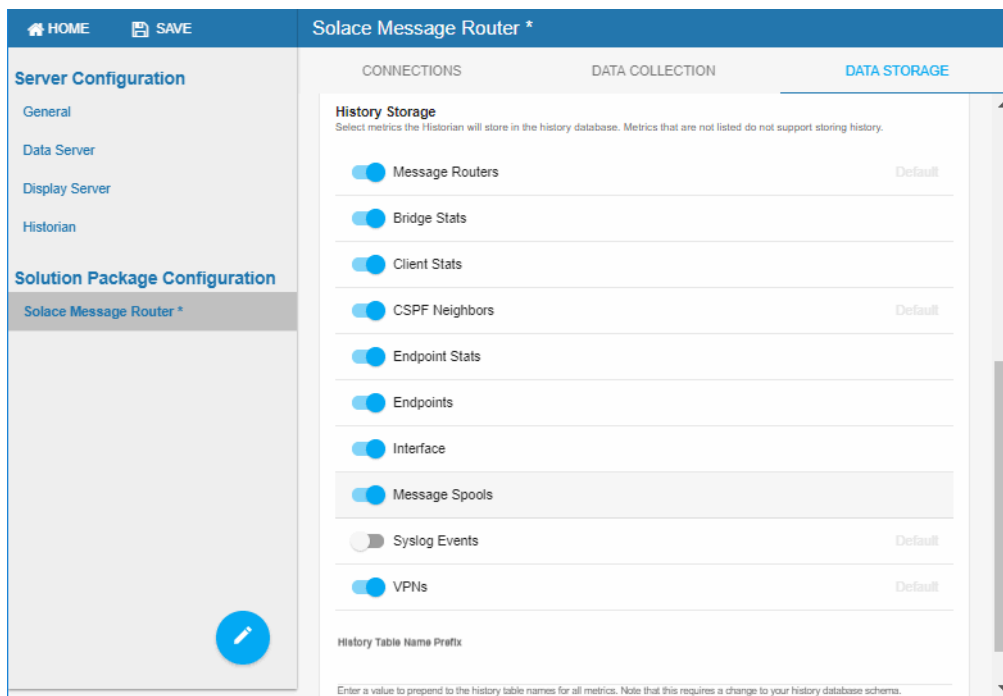 HOME SAVE Solace Message Router *
Server Configuration
General
Data Server
Display Server
Historian
Solution Package Configuration
Solace Message Router *
CONNECTIONS DATA COLLECTION DATA STORAGE
History Storage
Select metrics the Historian will store in the history database. Metrics that are not listed do not support storing history.
Message Routers Default
Bridge Stats
Client Stats
CSPF Neighbors Default
Endpoint Stats
Endpoints
Interface
Message Spools
Syslog Events Default
VPNs Default
History Table Name Prefix
Enter a value to prepend to the history table names for all metrics. Note that this requires a change to your history database schema.